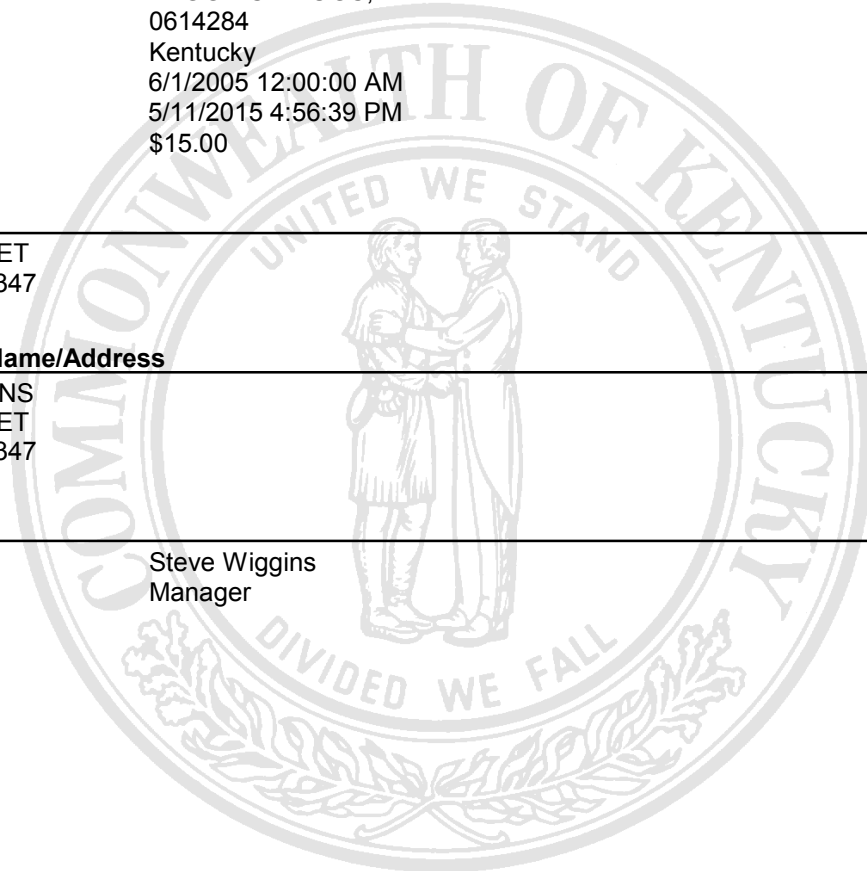 0614284
Kentucky
6/1/2005 12:00:00 AM
5/11/2015 4:56:39 PM
$15.00
COMMONWEALTH OF KENTUCKY
UNITED WE STAND
ET
347
Name/Address
NS
ET
347
Steve Wiggins
Manager
DIVIDED WE FALL